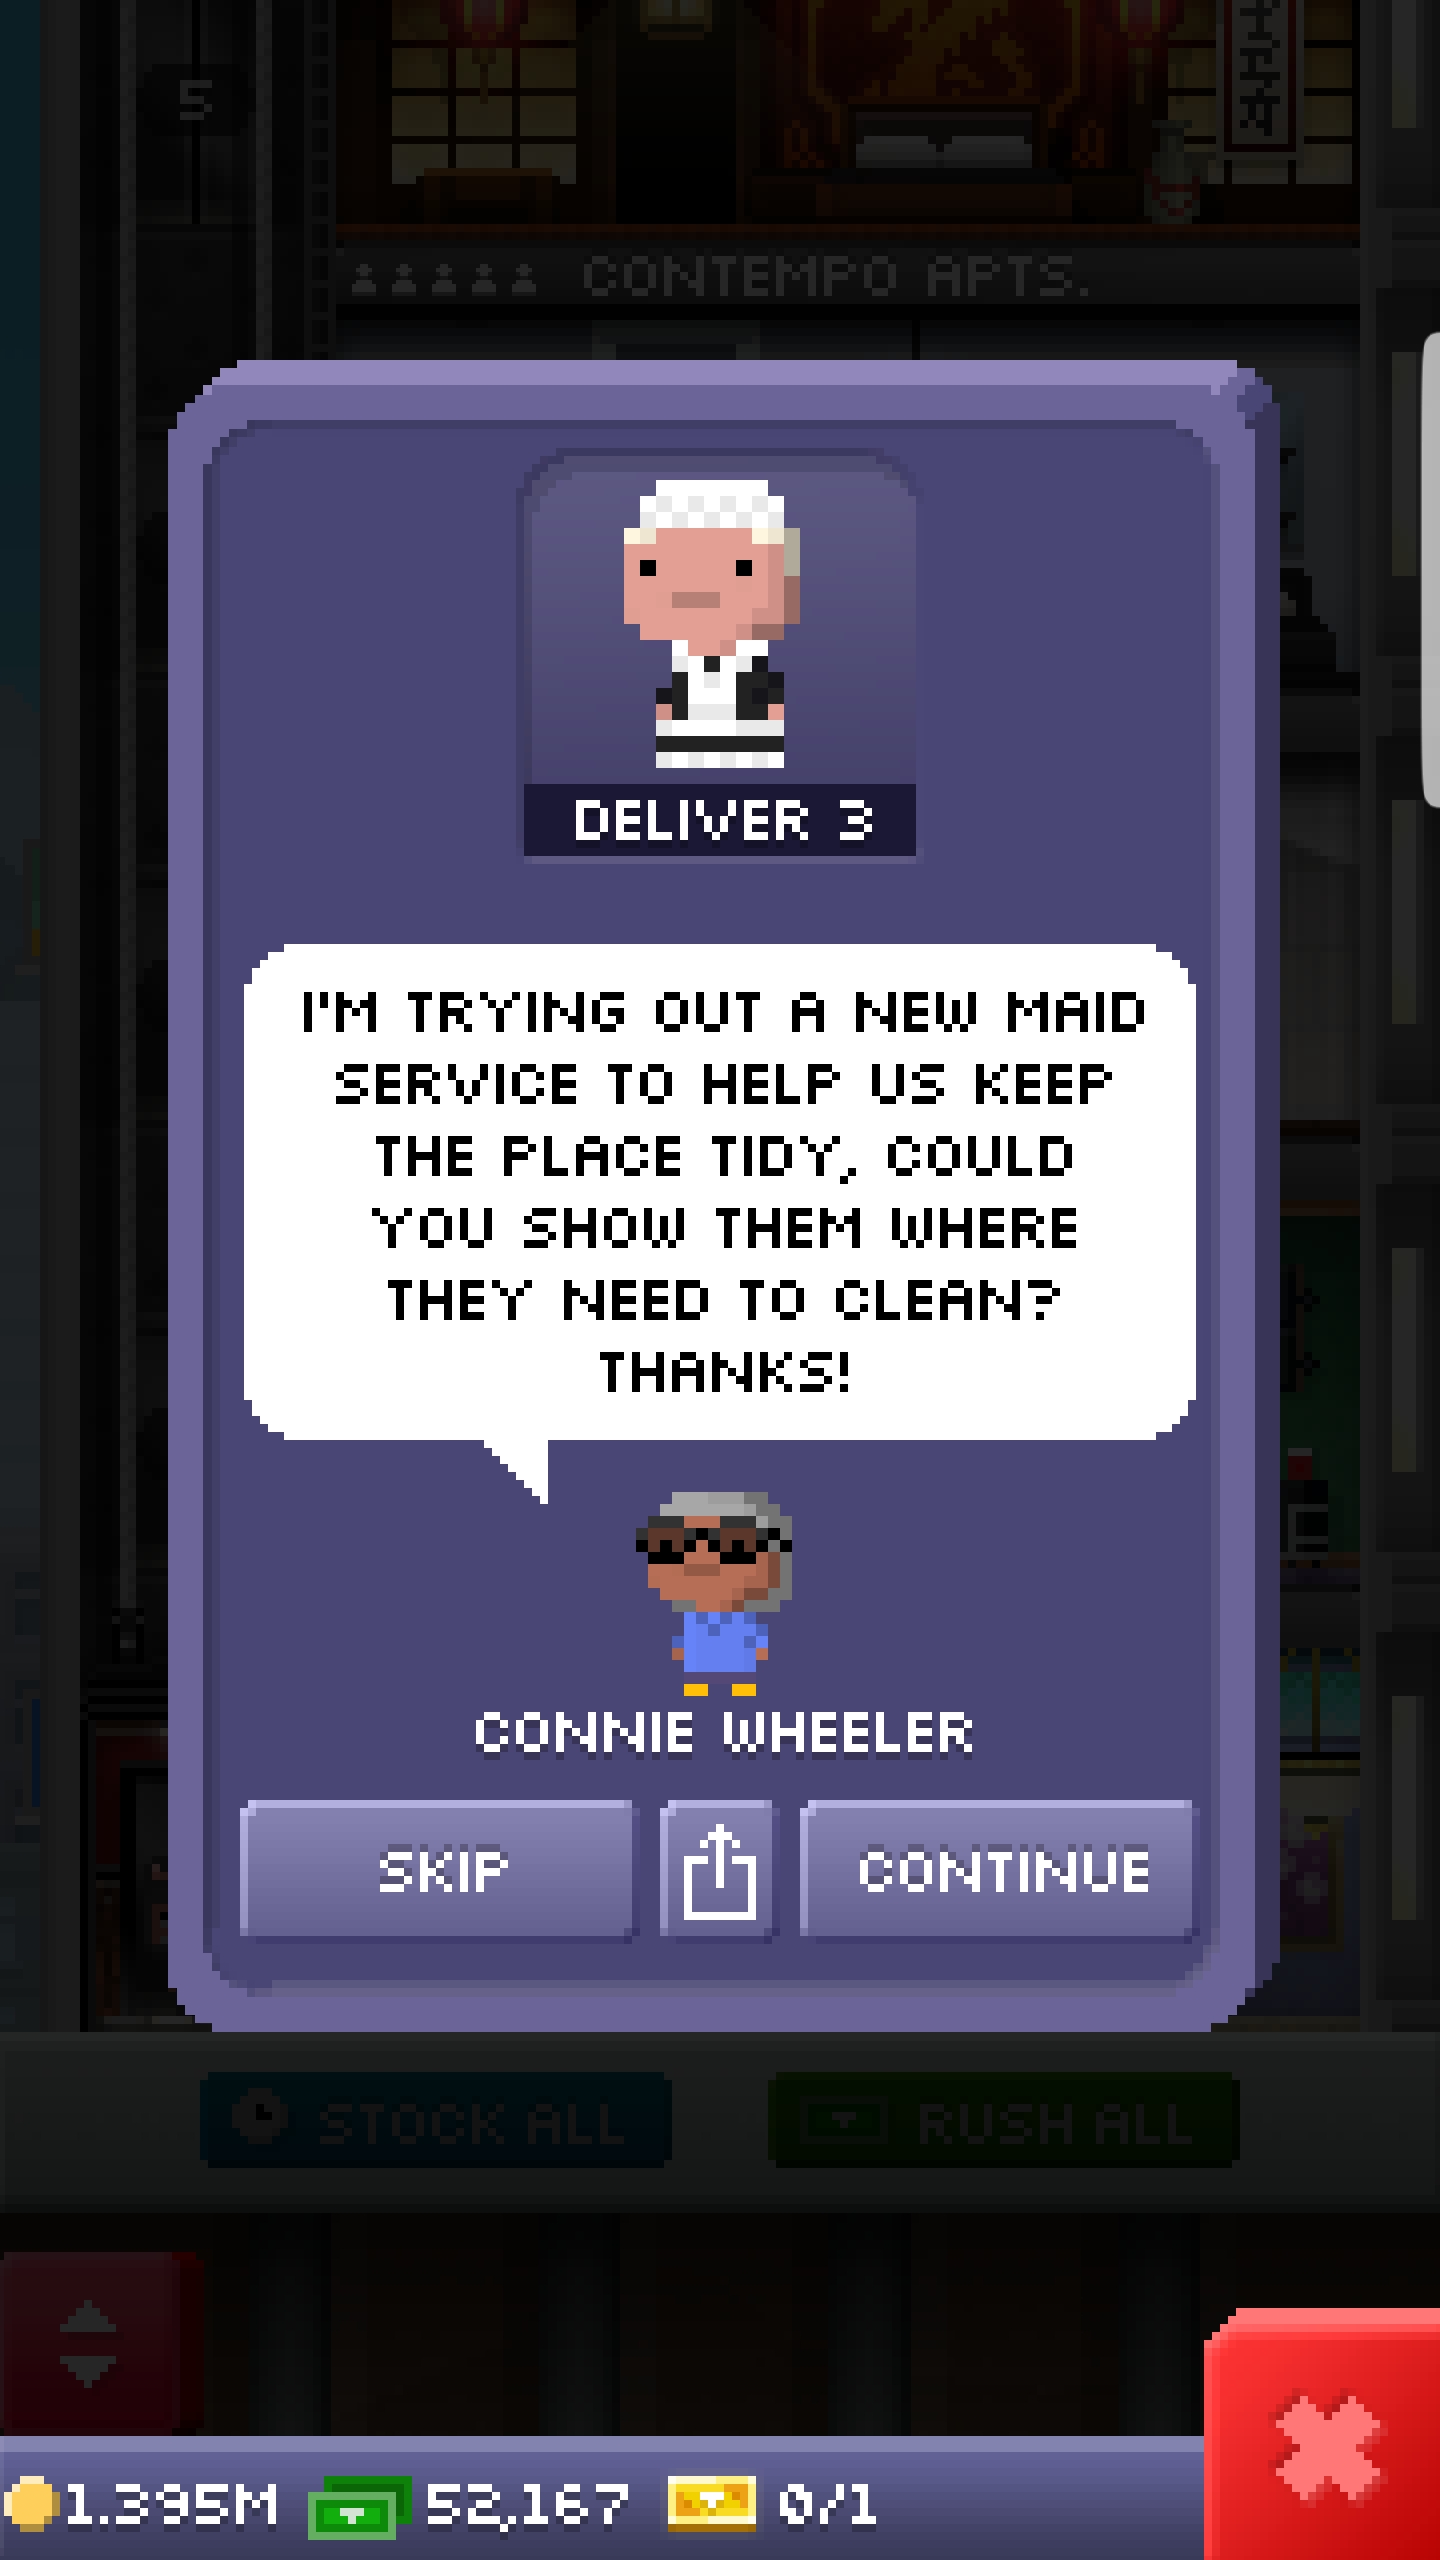 5
CONTEMPO APTS.
DELIVER 3
I'M TRYING OUT A NEW MAID
SERVICE TO HELP US KEEP
THE PLACE TIDY, COULD
YOU SHOW THEM WHERE
THEY NEED TO CLEAN?
THANKS!
CONNIE WHEELER
SKIP
CONTINUE
STOCK ALL
RUSH ALL
1.395M
52,167
0/1